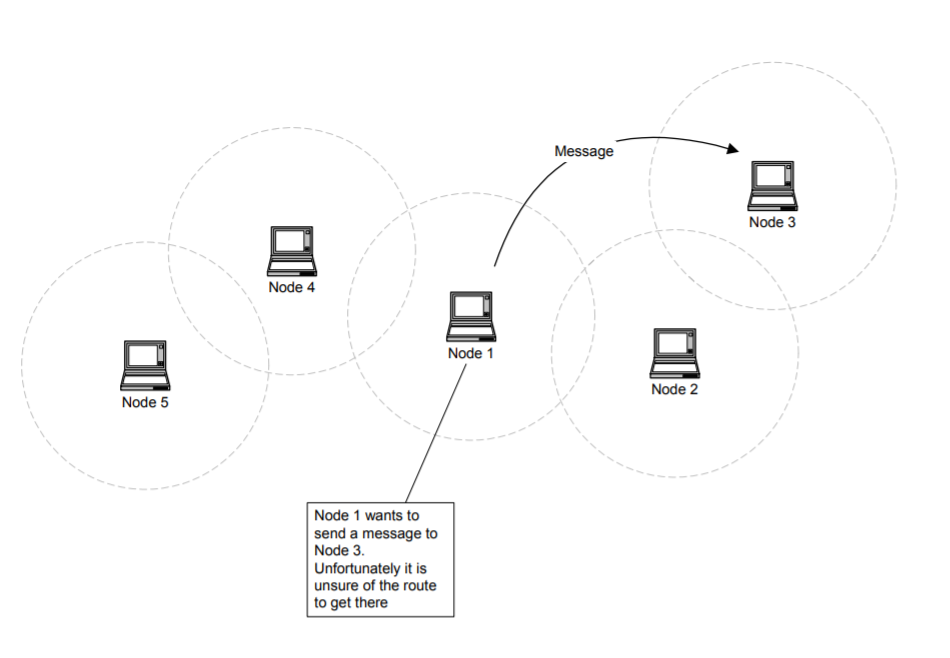 Message
Node 3
Node 4
Node 1
Node 2
Node 5
Node 1 wants to
send a message to
Node 3.
Unfortunately it is
unsure of the route
to get there